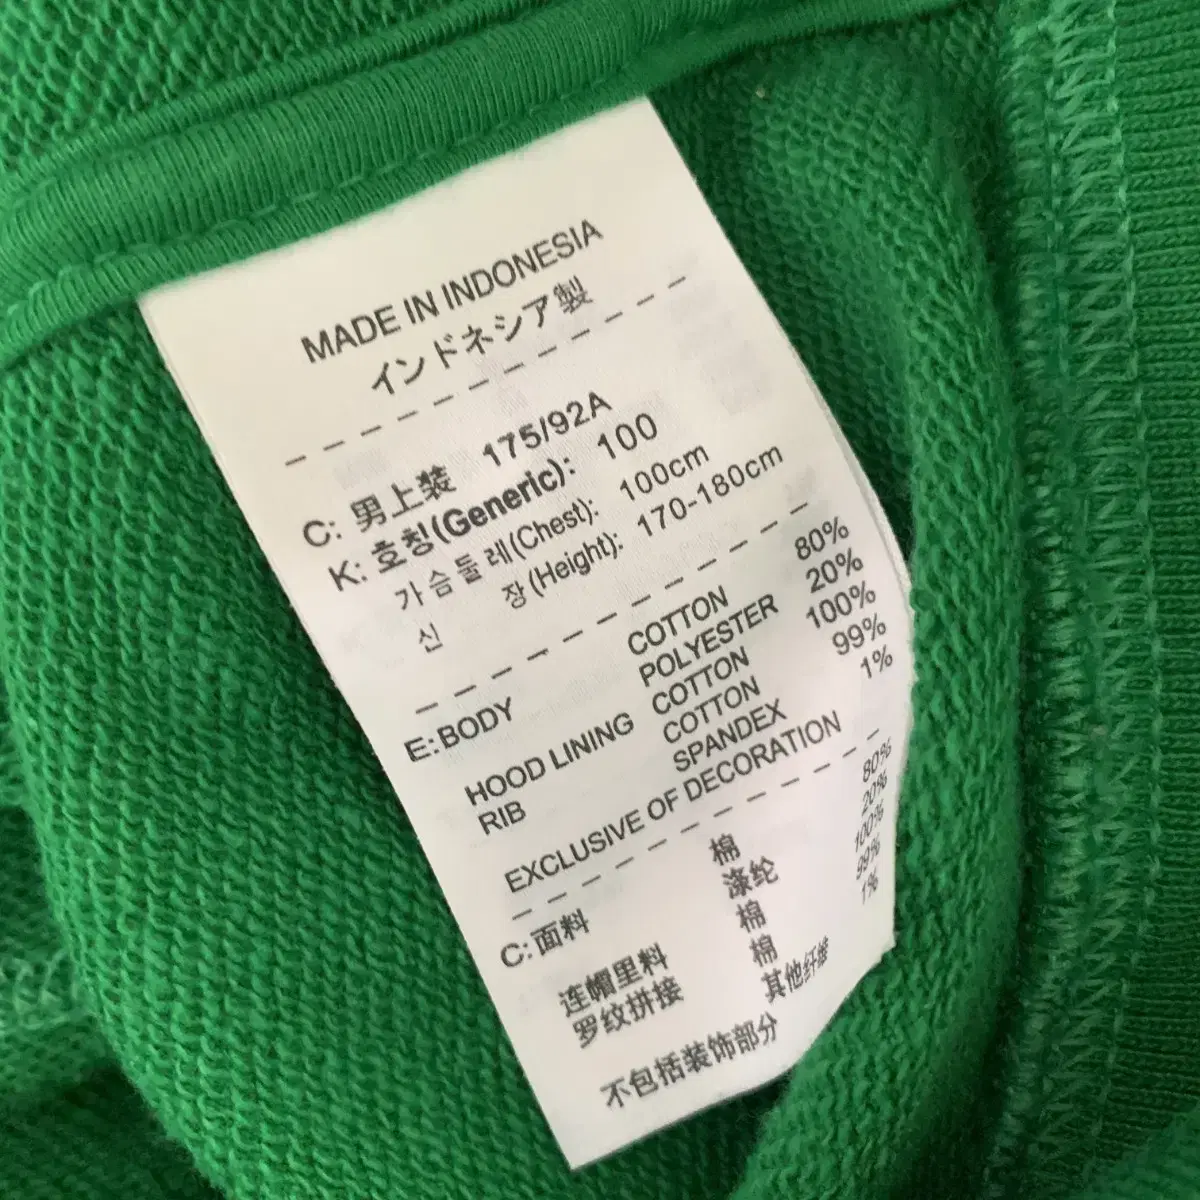 MADE IN INDONESIA
インドネシア製
C: 男上裝 175/92A
K: 호칭(Generic): 100
가슴둘레(Chest): 100cm
신 장(Height): 170-180cm
E: BODY COTTON 80%
POLYESTER 20%
HOOD LINING COTTON 100%
RIB COTTON 99%
SPANDEX 1%
EXCLUSIVE OF DECORATION
C: 面料 棉 80%
涤纶 20%
连帽里料 棉 100%
罗纹拼接 棉 99%
其他纤维 1%
不包括装饰部分